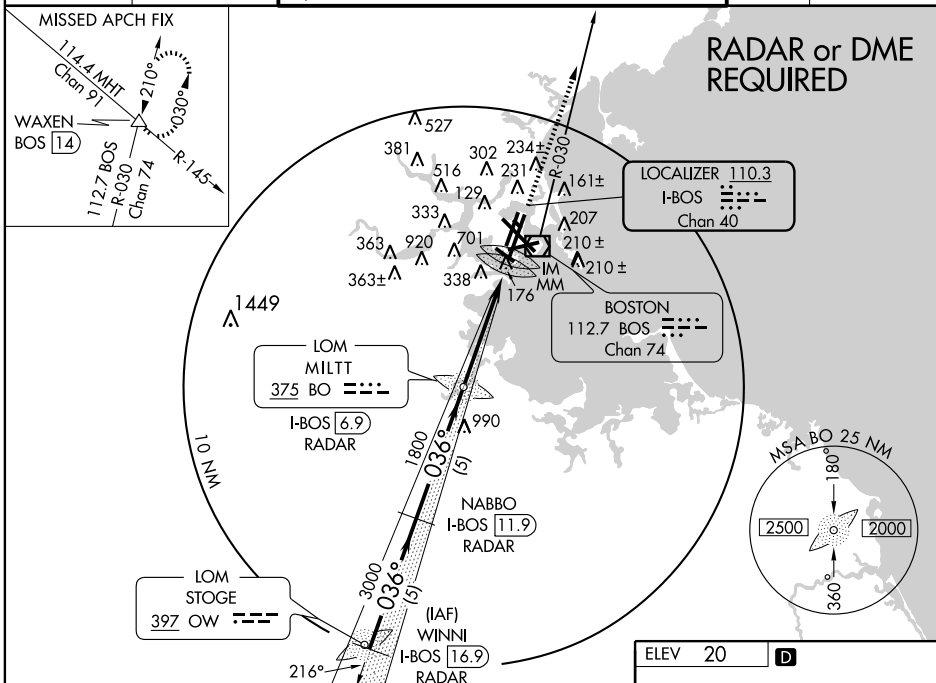 MISSED APCH FIX
114.4 MHT
Chan 91
210°
030°
WAXEN
BOS 14
112.7 BOS
R-030
Chan 74
R-145
RADAR or DME
REQUIRED
527
381
302
234±
516
231
129
161±
R-030
333
207
363
920
701
210±
363±
338
210±
IM
MM
176
1449
LOCALIZER 110.3
I-BOS
Chan 40
BOSTON
112.7 BOS
Chan 74
LOM
MILTT
375 BO
I-BOS 6.9
RADAR
990
1800
036°
(5)
10 NM
NABBO
I-BOS 11.9
RADAR
3000
036°
(5)
LOM
STOGE
397 OW
(IAF)
WINNI
I-BOS 16.9
RADAR
216°
MSA BO 25 NM
180°
2500
2000
360°
ELEV 20
D